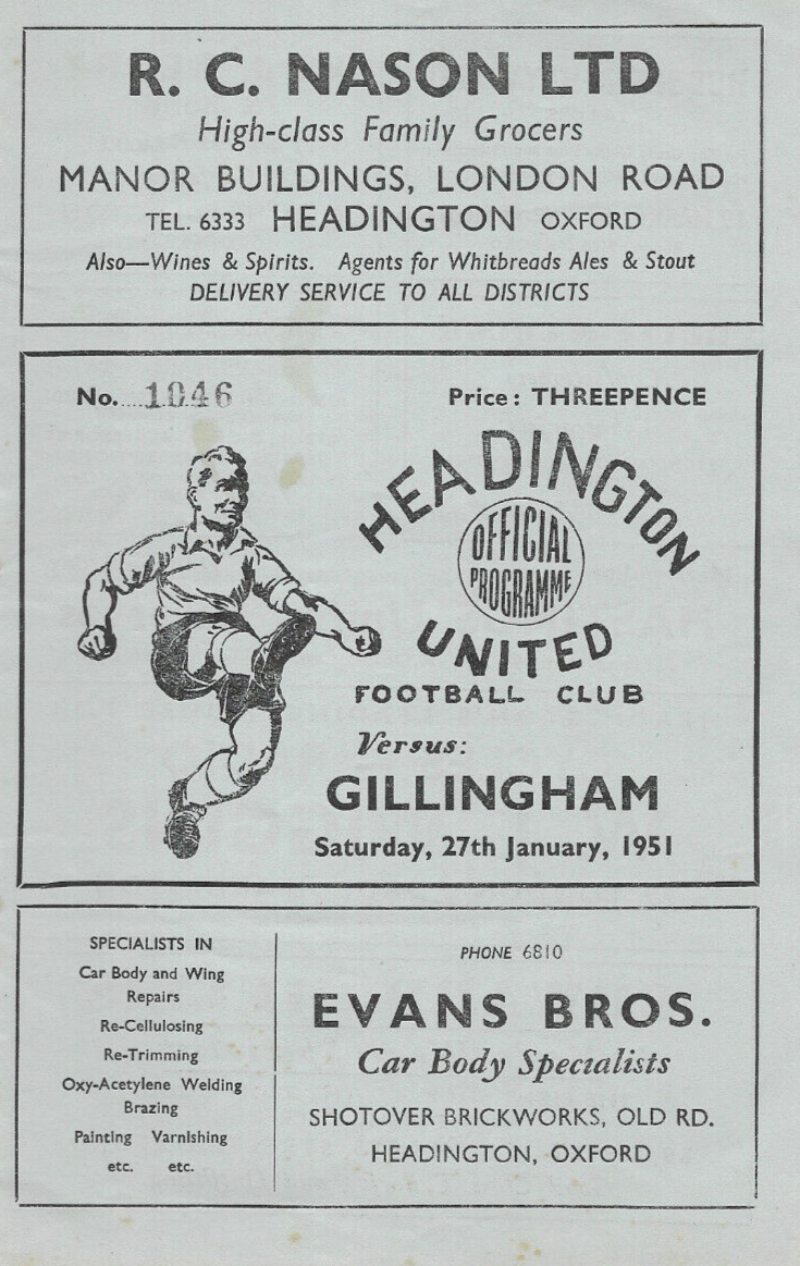 R. C. NASON LTD
High-class Family Grocers
MANOR BUILDINGS, LONDON ROAD
TEL. 6333 HEADINGTON OXFORD
Also—Wines & Spirits. Agents for Whitbreads Ales & Stout
DELIVERY SERVICE TO ALL DISTRICTS
No. 1046
Price: THREEPENCE
HEADINGTON
OFFICIAL
PROGRAMME
UNITED
FOOTBALL CLUB
Versus:
GILLINGHAM
Saturday, 27th January, 1951
SPECIALISTS IN
Car Body and Wing
Repairs
Re-Cellulosing
Re-Trimming
Oxy-Acetylene Welding
Brazing
Painting Varnishing
etc. etc.
PHONE 6810
EVANS BROS.
Car Body Specialists
SHOTOVER BRICKWORKS, OLD RD.
HEADINGTON, OXFORD